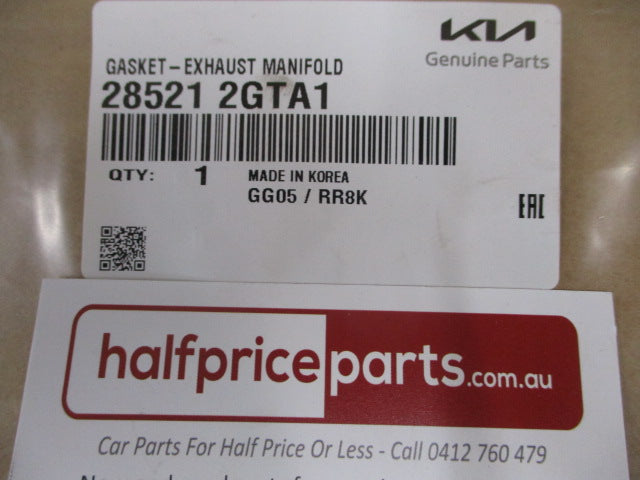 KIA
Genuine Parts
GASKET-EXHAUST MANIFOLD
28521 2GTA1
QTY: 1 MADE IN KOREA
GG05 / RR8K
EAC
halfpriceparts.com.au
Car Parts For Half Price Or Less - Call 0412 760 479